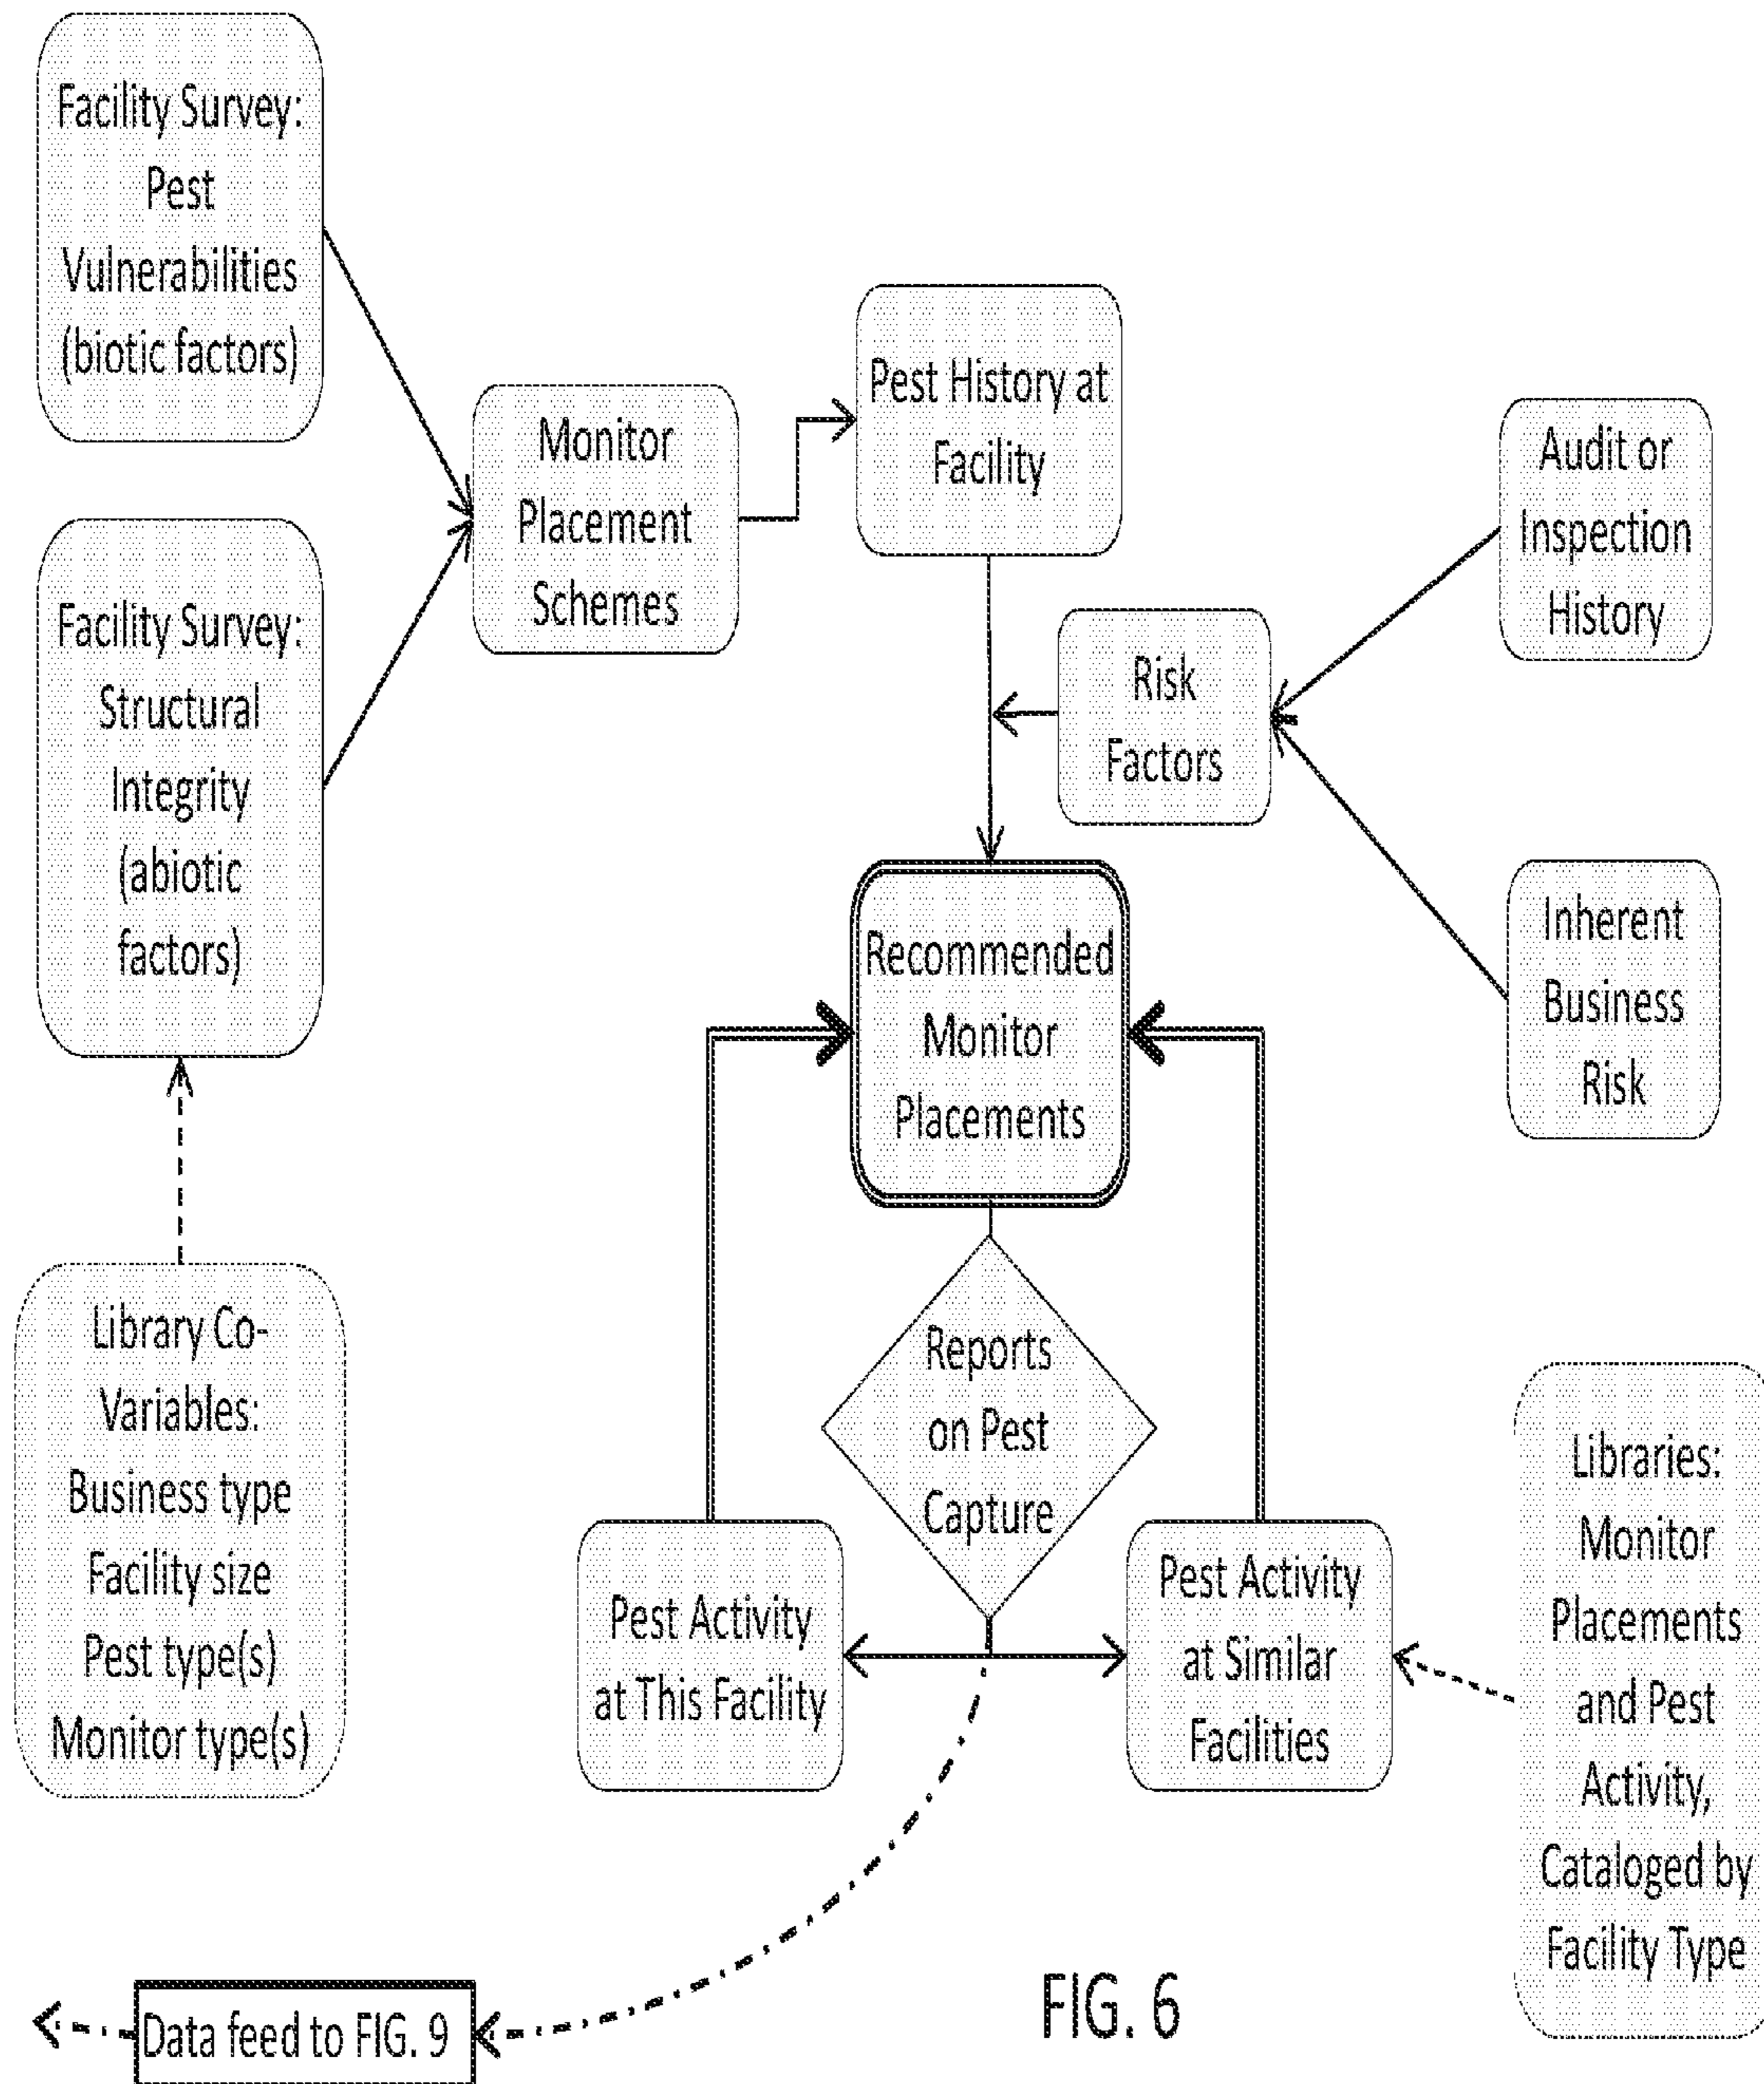 Facility Survey:
Pest
Vulnerabilities
(biotic factors)
Facility Survey:
Structural
Integrity
(abiotic
factors)
Monitor
Placement
Schemes
Pest History at
Facility
Audit or
Inspection
History
Risk
Factors
Inherent
Business
Risk
Recommended
Monitor
Placements
Library Co-
Variables:
Business type
Facility size
Pest type(s)
Monitor type(s)
Reports
on Pest
Capture
Pest Activity
at This Facility
Pest Activity
at Similar
Facilities
Libraries:
Monitor
Placements
and Pest
Activity,
Cataloged by
Facility Type
Data feed to FIG. 9
FIG. 6